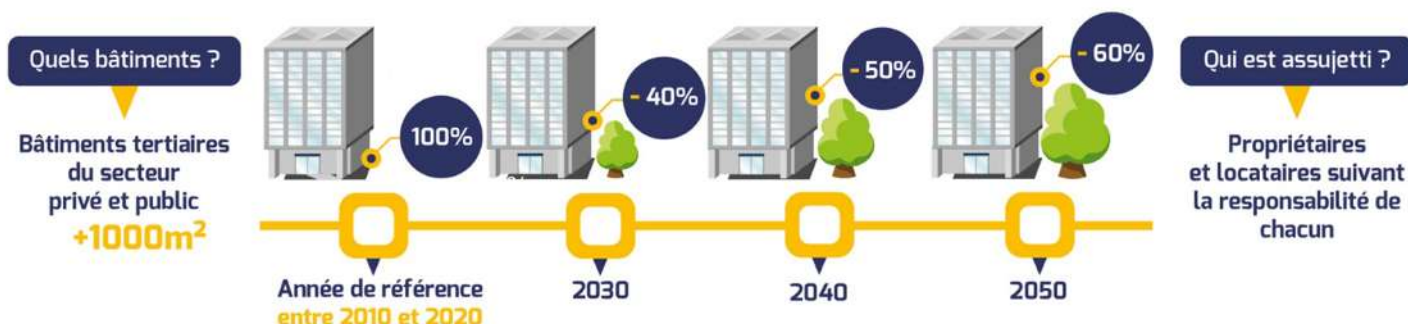 Quels bâtiments ?
Bâtiments tertiaires
du secteur
privé et public
+1000m²
100%
- 40%
- 50%
- 60%
Année de référence
entre 2010 et 2020
2030
2040
2050
Qui est assujetti ?
Propriétaires
et locataires suivant
la responsabilité de
chacun